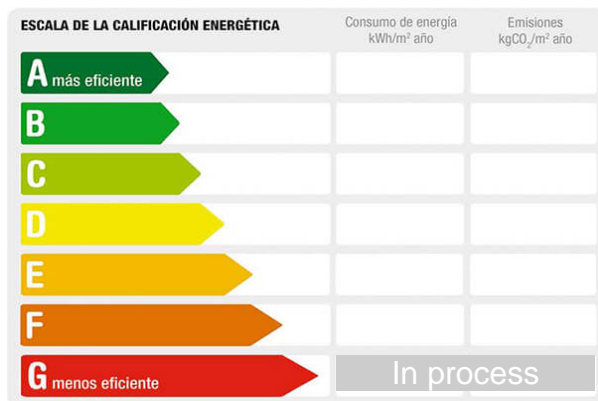 ESCALA DE LA CALIFICACIÓN ENERGÉTICA
Consumo de energía
kWh/m² año
Emisiones
kgCO₂/m² año
A más eficiente
B
C
D
E
F
G menos eficiente
In process